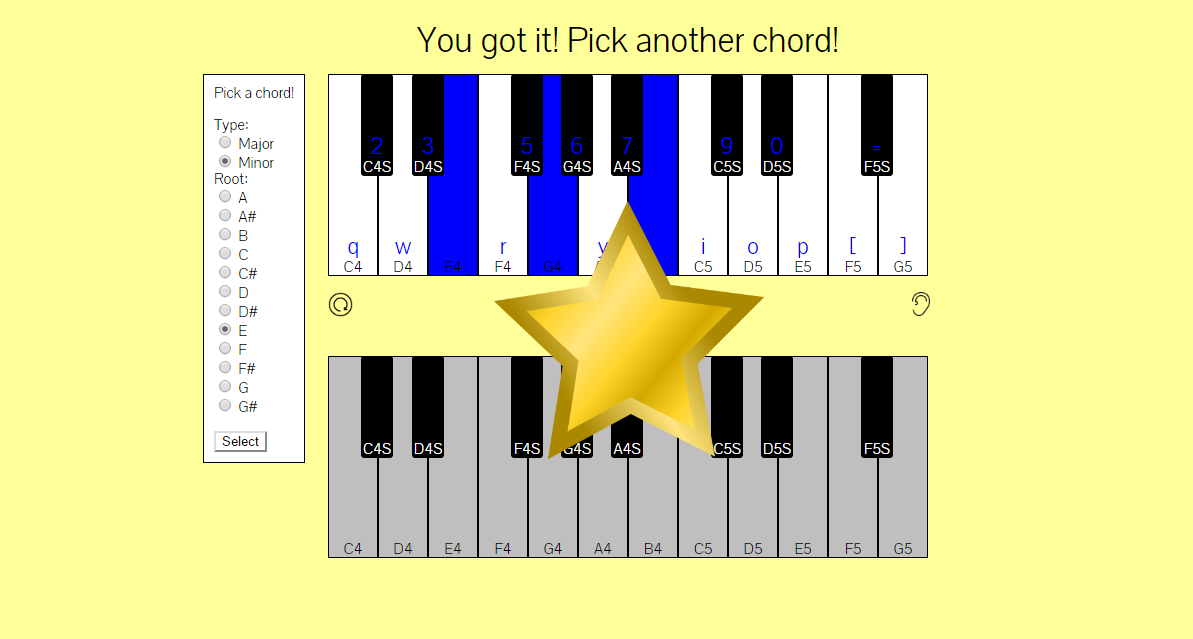 You got it! Pick another chord!
Pick a chord!
Type:
Major
Minor
Root:
A
A#
B
C
C#
D
D#
E
F
F#
G
G#
Select
2 3 5 6 7 9 0 =
C4S D4S F4S G4S A4S C5S D5S F5S
q w r y i o p [ ]
C4 D4 E4 F4 G4 C5 D5 E5 F5 G5
C4S D4S F4S G4S A4S C5S D5S F5S
C4 D4 E4 F4 G4 A4 B4 C5 D5 E5 F5 G5